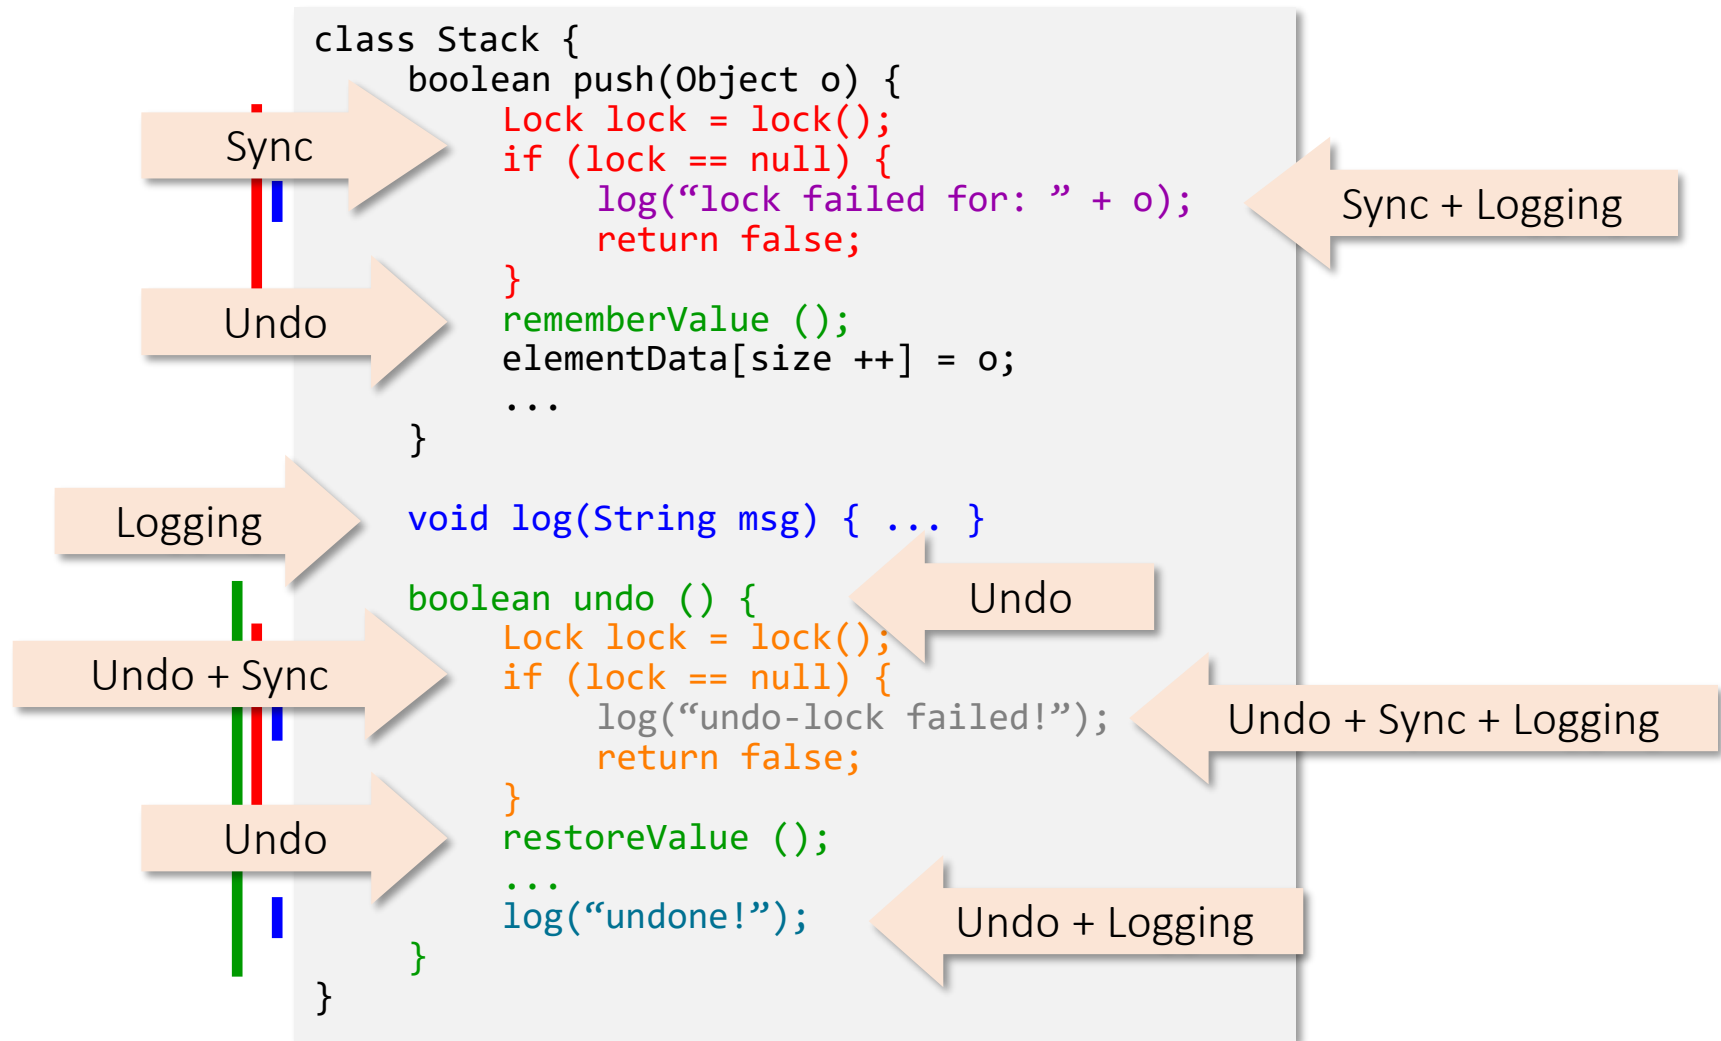 class Stack {
boolean push(Object o) {
Lock lock = lock();
Sync
if (lock == null) {
log(“lock failed for: ” + o);
Sync + Logging
return false;
}
Undo
rememberValue ();
elementData[size ++] = o;
...
}
Logging
void log(String msg) { ... }
boolean undo () {
Undo
Lock lock = lock();
Undo + Sync
if (lock == null) {
log(“undo-lock failed!”);
Undo + Sync + Logging
return false;
}
Undo
restoreValue ();
...
log(“undone!”);
Undo + Logging
}
}